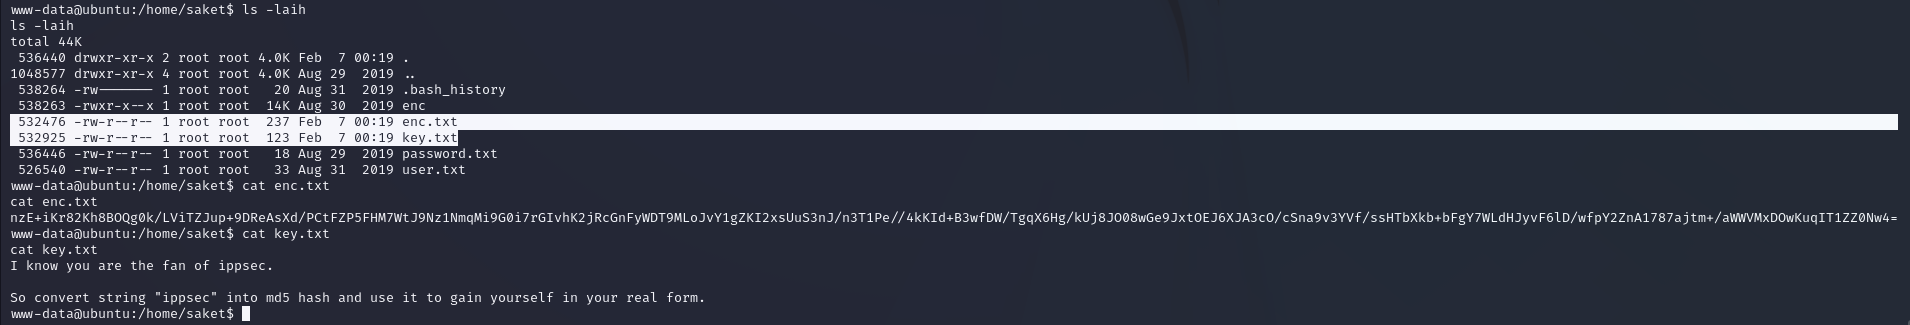 www-data@ubuntu:/home/saket$ ls -laih
ls -laih
total 44K
 536440 drwxr-xr-x 2 root root 4.0K Feb  7 00:19 .
1048577 drwxr-xr-x 4 root root 4.0K Aug 29  2019 ..
 538264 -rw------- 1 root root   20 Aug 31  2019 .bash_history
 538263 -rwxr-x--x 1 root root  14K Aug 30  2019 enc
 532476 -rw-r--r-- 1 root root  237 Feb  7 00:19 enc.txt
 532925 -rw-r--r-- 1 root root  123 Feb  7 00:19 key.txt
 536446 -rw-r--r-- 1 root root   18 Aug 29  2019 password.txt
 526540 -rw-r--r-- 1 root root   33 Aug 31  2019 user.txt
www-data@ubuntu:/home/saket$ cat enc.txt
cat enc.txt
nzE+iKr82Kh8BOQg0k/LViTZJup+9DReAsXd/PCtFZP5FHM7WtJ9Nz1NmqMi9G0i7rGIvhK2jRcGnFyWDT9MLoJvY1gZKI2xsUuS3nJ/n3T1Pe//4kKId+B3wfDW/TgqX6Hg/kUj8JO08wGe9JxtOEJ6XJA3cO/cSna9v3YVf/ssHTbXkb+bFgY7WLdHJyvF6lD/wfpY2ZnA1787ajtm+/aWWVMxDOwKuqIT1ZZ0Nw4=
www-data@ubuntu:/home/saket$ cat key.txt
cat key.txt
I know you are the fan of ippsec.

So convert string "ippsec" into md5 hash and use it to gain yourself in your real form.
www-data@ubuntu:/home/saket$